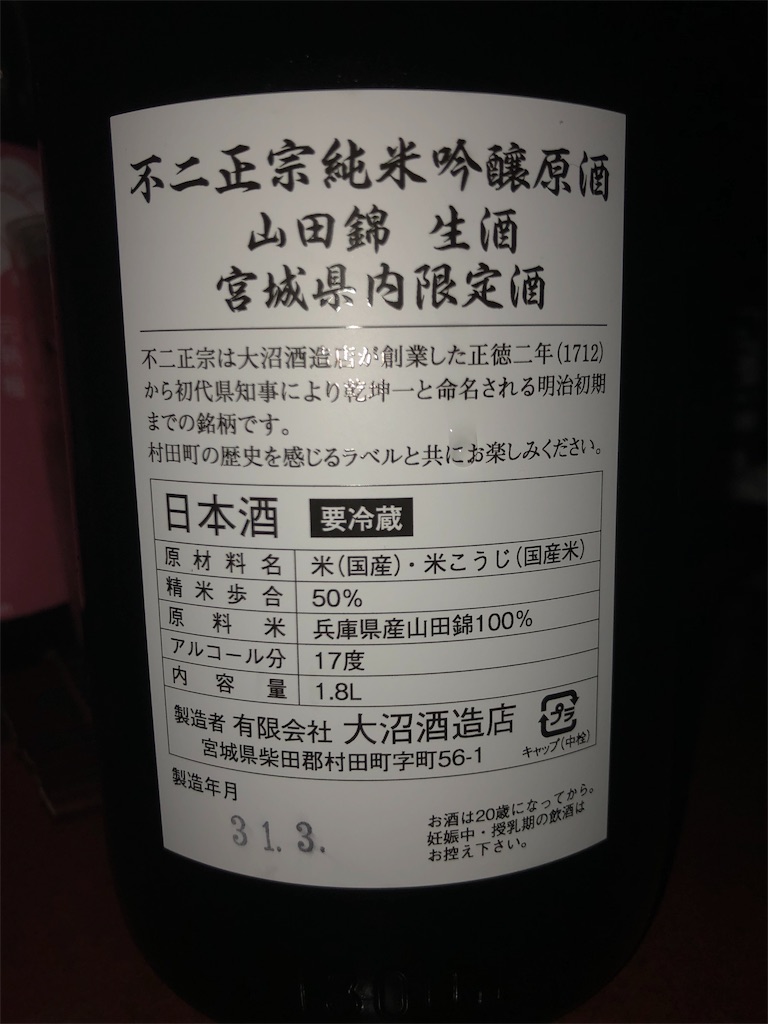 不二正宗純米吟醸原酒
山田錦 生酒
宮城県内限定酒
不二正宗は大沼酒造店が創業した正徳二年(1712)
から初代県知事により乾坤一と命名される明治初期
までの銘柄です。
村田町の歴史を感じるラベルと共にお楽しみください。
日本酒 要冷蔵
原材料名 米(国産)・米こうじ(国産米)
精米歩合 50%
原料米 兵庫県産山田錦100%
アルコール分 17度
内容量 1.8L
製造者 有限会社 大沼酒造店
宮城県柴田郡村田町字町56-1
プラ
キャップ(中栓)
製造年月
31.3.
お酒は20歳になってから。
妊娠中・授乳期の飲酒は
お控え下さい。